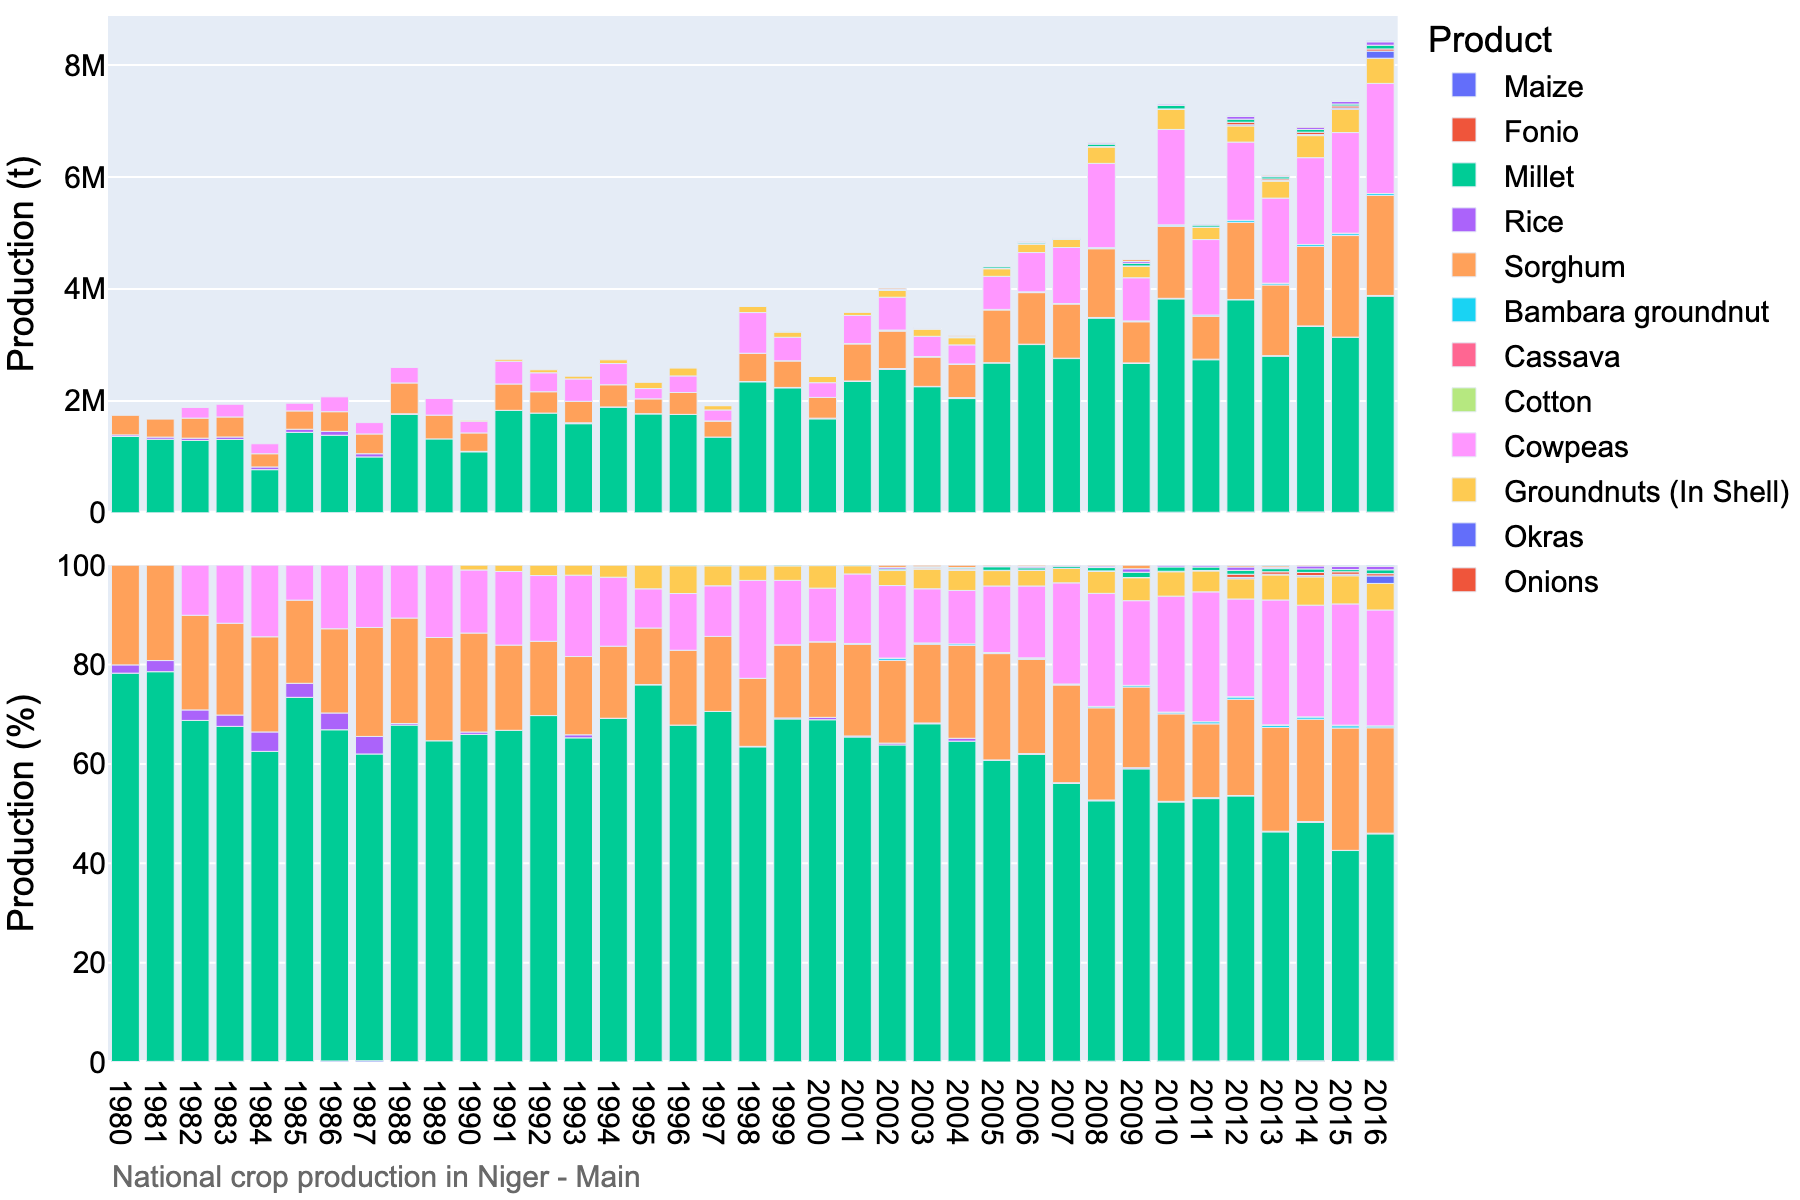 Production (t)
8M
6M
4M
2M
0
Production (%)
100
80
60
40
20
0
1980
1981
1982
1983
1984
1985
1986
1987
1988
1989
1990
1991
1992
1993
1994
1995
1996
1997
1998
1999
2000
2001
2002
2003
2004
2005
2006
2007
2008
2009
2010
2011
2012
2013
2014
2015
2016
National crop production in Niger - Main
Product
Maize
Fonio
Millet
Rice
Sorghum
Bambara groundnut
Cassava
Cotton
Cowpeas
Groundnuts (In Shell)
Okras
Onions